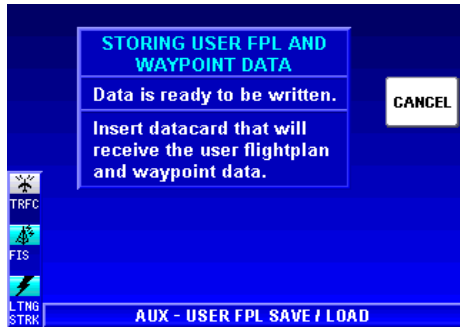 STORING USER FPL AND
WAYPOINT DATA
Data is ready to be written.
CANCEL
Insert datacard that will
receive the user flightplan
and waypoint data.
TRFC
FIS
LTNG
STRK
AUX - USER FPL SAVE / LOAD